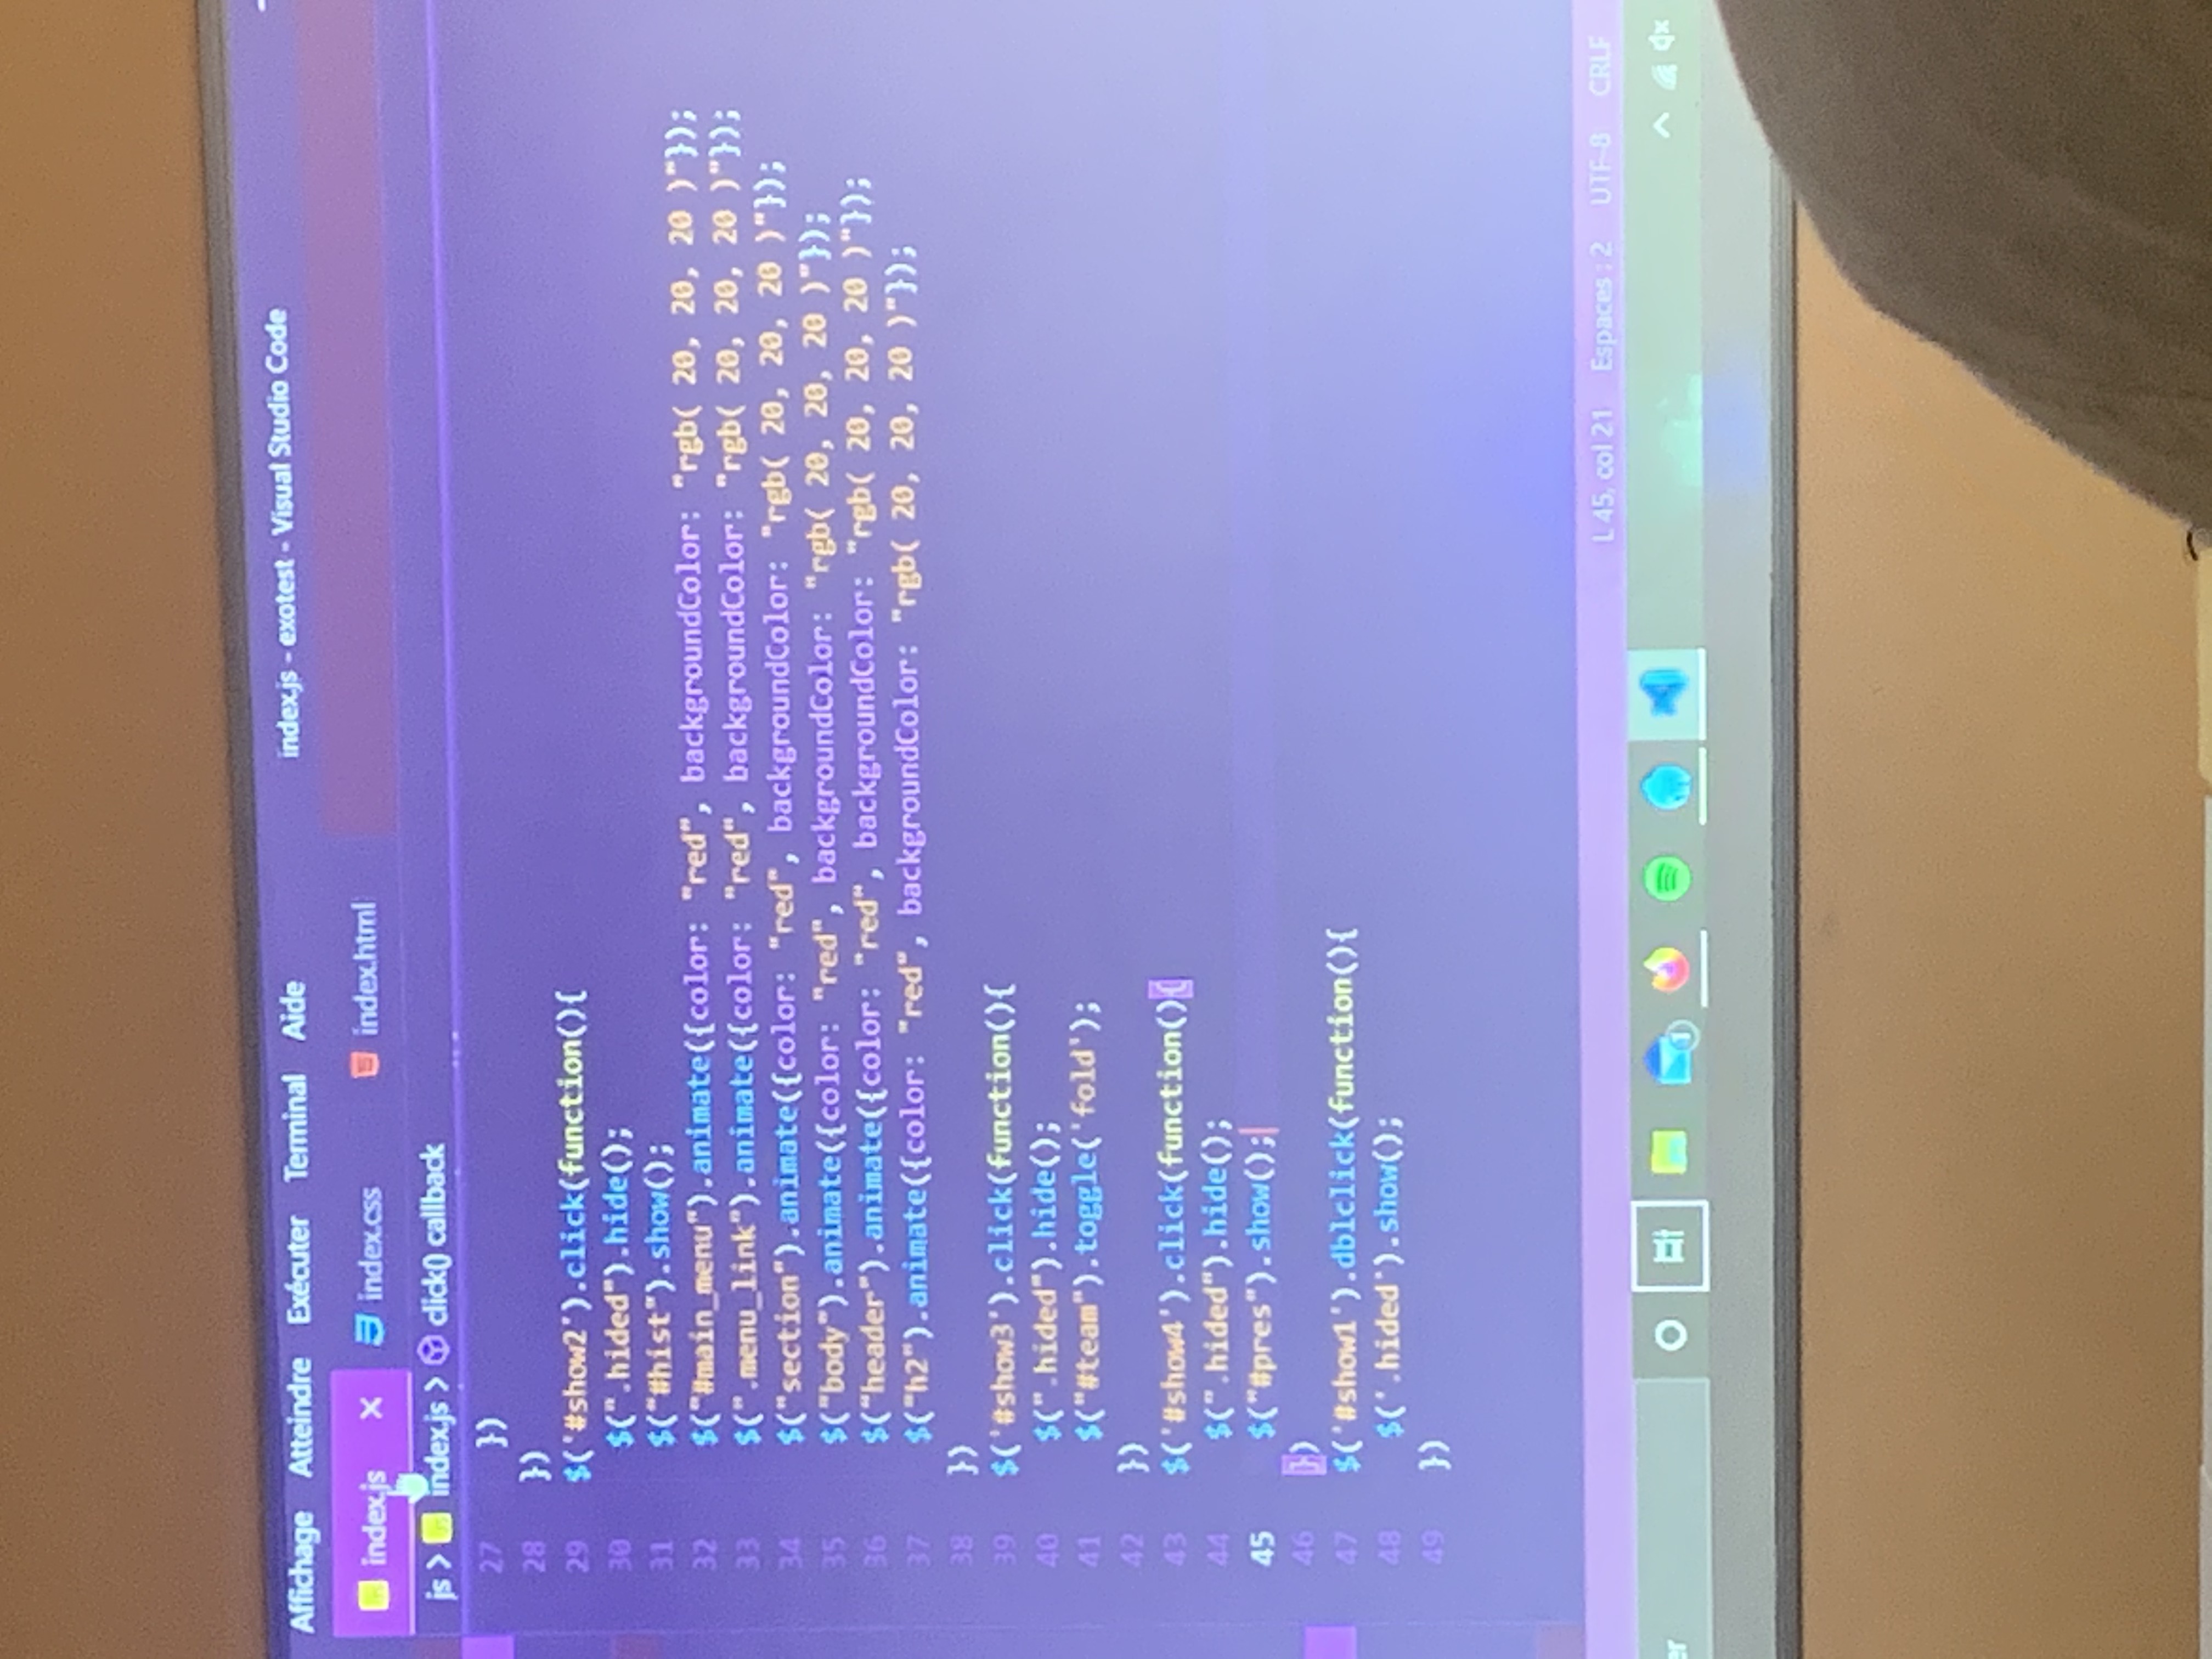 Affichage Atteindre Exécuter Terminal Aide index.js - exotest - Visual Studio Code
index.js index.css index.html
js > index.js > click() callback
27 })
28 })
29 $('#show2').click(function(){
30 $(".hided").hide();
31 $("#hist").show();
32 $("#main_menu").animate({color: "red", backgroundColor: "rgb( 20, 20, 20 )"});
33 $(".menu_link").animate({color: "red", backgroundColor: "rgb( 20, 20, 20 )"});
34 $("section").animate({color: "red", backgroundColor: "rgb( 20, 20, 20 )"});
35 $("body").animate({color: "red", backgroundColor: "rgb( 20, 20, 20 )"});
36 $("header").animate({color: "red", backgroundColor: "rgb( 20, 20, 20 )"});
37 $("h2").animate({color: "red", backgroundColor: "rgb( 20, 20, 20 )"});
38 })
39 $('#show3').click(function(){
40 $(".hided").hide();
41 $("#team").toggle('fold');
42 })
43 $('#show4').click(function(){
44 $(".hided").hide();
45 $("#pres").show();
46 })
47 $('#show1').dblclick(function(){
48 $('.hided').show();
49 })
L 45, col 21 Espaces : 2 UTF-8 CRLF
er 1